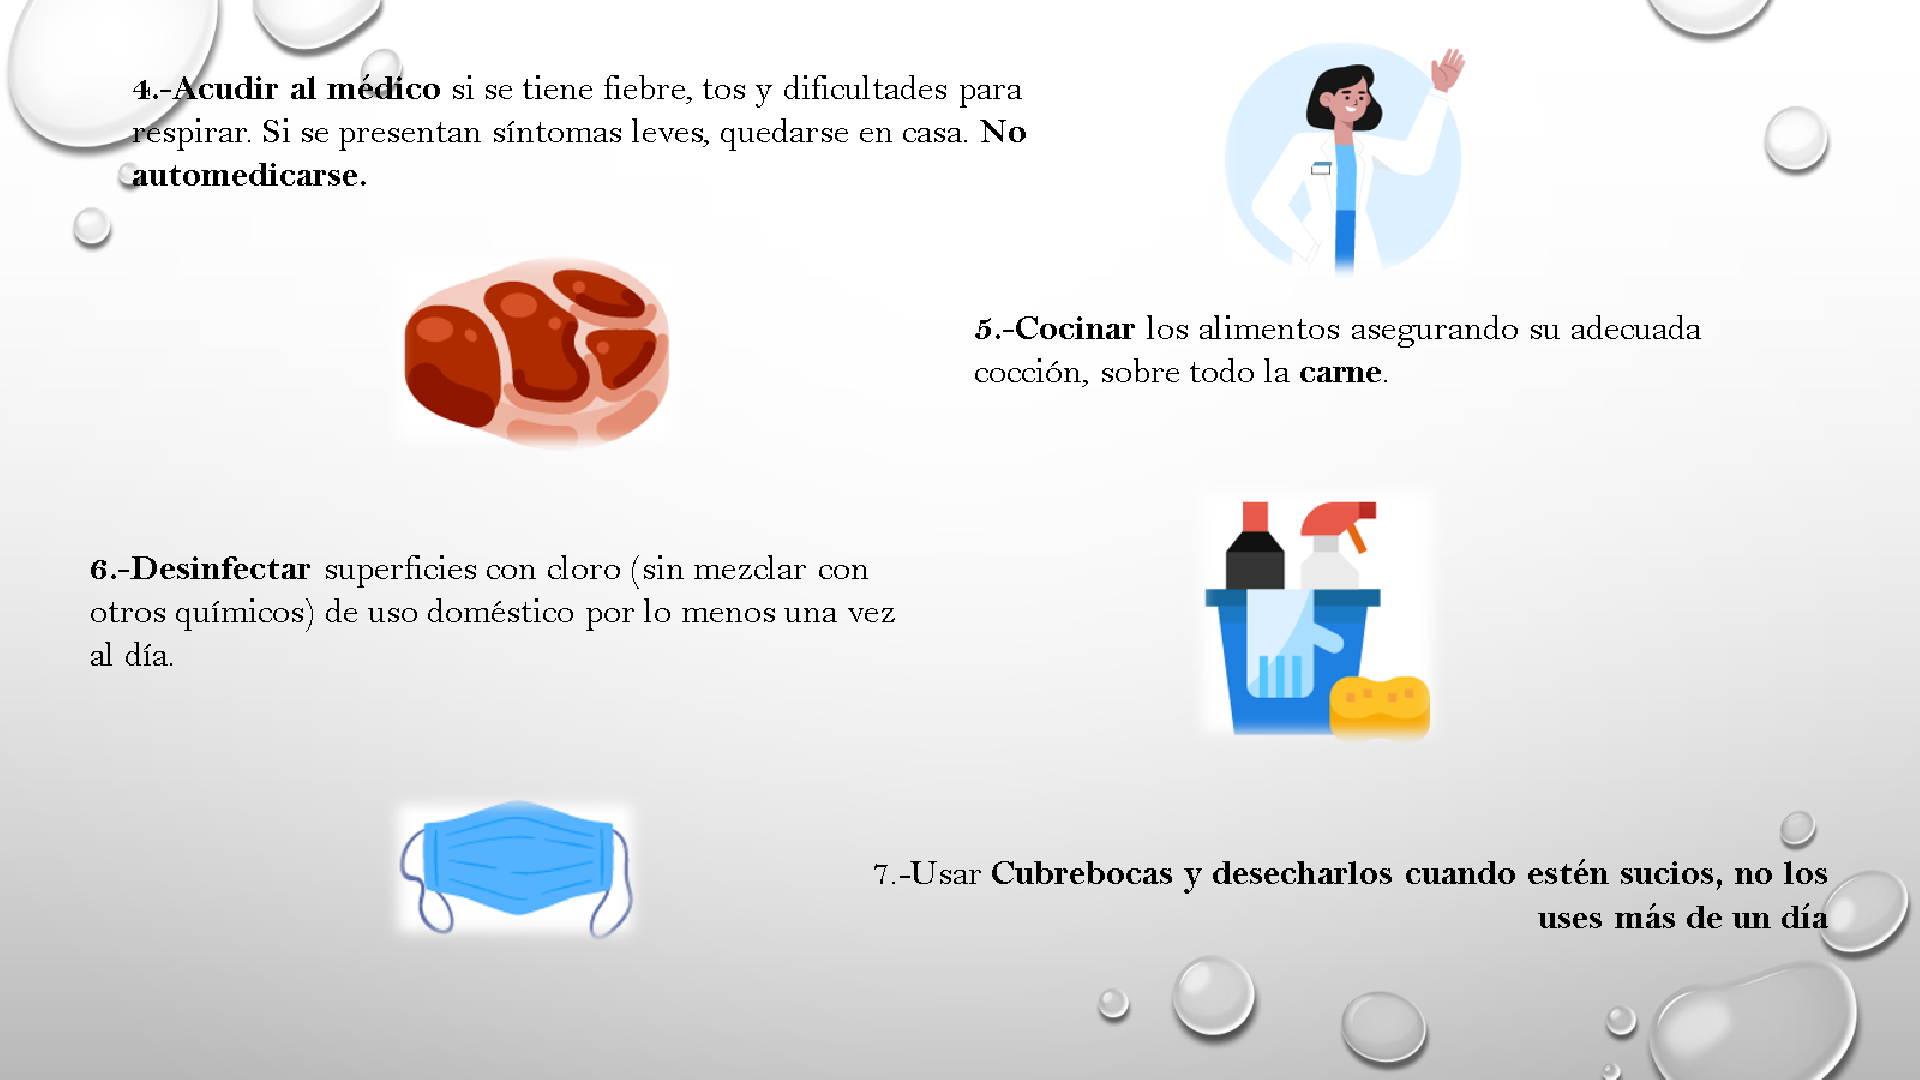 4.-Acudir al médico si se tiene fiebre, tos y dificultades para
respirar. Si se presentan síntomas leves, quedarse en casa. No
automedicarse.
5.-Cocinar los alimentos asegurando su adecuada
cocción, sobre todo la carne.
6.-Desinfectar superficies con cloro (sin mezclar con
otros químicos) de uso doméstico por lo menos una vez
al día.
7.-Usar Cubrebocas y desecharlos cuando estén sucios, no los
uses más de un día